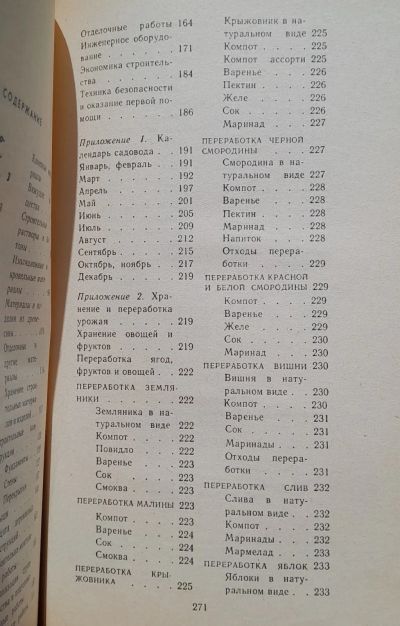 СОДЕРЖАНИЕ
Отделочные работы 164
Инженерное оборудо-
вание . . . . . 171
Экономика строитель-
ства . . . . . 184
Техника безопасности
и оказание первой по-
мощи . . . . . 186
Приложение 1. Ка-
лендарь садовода . . 191
Январь, февраль . . . 191
Март . . . . . 192
Апрель . . . . . 197
Май . . . . . 201
Июнь . . . . . 205
Июль . . . . . 209
Август . . . . . 212
Сентябрь . . . . . 215
Октябрь, ноябрь . . 217
Декабрь . . . . . 219
Приложение 2. Хра-
нение и переработка
урожая . . . . . 219
Хранение овощей и
фруктов . . . . . 219
Переработка ягод,
фруктов и овощей . . 222
ПЕРЕРАБОТКА ЗЕМЛЯ-
НИКИ . . . . . 222
Земляника в на-
туральном виде 222
Компот . . . . 222
Повидло . . . . 222
Варенье . . . . 223
Сок . . . . . 223
Смоква . . . . 223
ПЕРЕРАБОТКА МАЛИНЫ 223
Компот . . . . 223
Варенье . . . . 224
Сок . . . . . 224
Смоква . . . . 224
ПЕРЕРАБОТКА КРЫ-
ЖОВНИКА . . . . 225
Крыжовник в на-
туральном виде 225
Компот . . . . 225
Компот ассорти 225
Варенье . . . . 226
Пектин . . . . 226
Желе . . . . . 226
Сок . . . . . 226
Маринад . . . . 227
ПЕРЕРАБОТКА ЧЕРНОЙ
СМОРОДИНЫ . . . . 227
Смородина в на-
туральном виде 227
Компот . . . . 228
Варенье . . . . 228
Пектин . . . . 228
Маринад . . . . 228
Напиток . . . . 228
Отходы перера-
ботки . . . . . 229
ПЕРЕРАБОТКА КРАСНОЙ
И БЕЛОЙ СМОРОДИНЫ 229
Компот . . . . 229
Варенье . . . . 229
Желе . . . . . 229
Сок . . . . . 230
Маринад . . . . 230
ПЕРЕРАБОТКА ВИШНИ 230
Вишня в нату-
ральном виде . . 230
Компот . . . . 230
Варенье . . . . 231
Сок . . . . . 231
Маринады . . . . 231
Отходы перера-
ботки . . . . . 231
ПЕРЕРАБОТКА СЛИВ 232
Слива в нату-
ральном виде . . 232
Компот . . . . 232
Маринады . . . . 232
Мармелад . . . . 233
ПЕРЕРАБОТКА ЯБЛОК 233
Яблоки в нату-
ральном виде . . 233
271